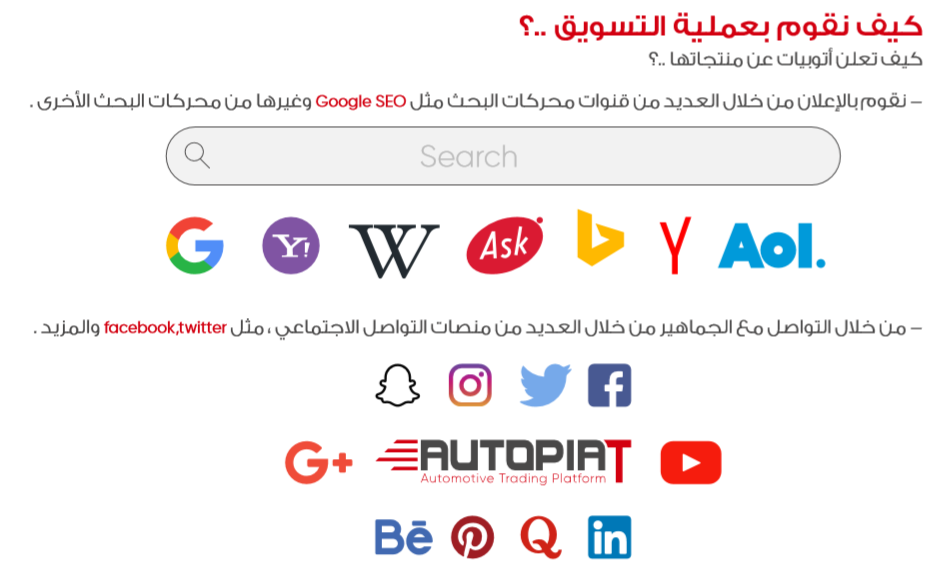 كيف نقوم بعملية التسويق ..؟
كيف تعلن أتوبيات عن منتجاتها ..؟
– نقوم بالإعلان من خلال العديد من قنوات محركات البحث مثل Google SEO وغيرها من محركات البحث الأخرى .
Search
G Y! W Ask b Y Aol.
– من خلال التواصل مع الجماهير من خلال العديد من منصات التواصل الاجتماعي ، مثل facebook,twitter والمزيد .
f
G+ AUTOPIAT
Automotive Trading Platform
Bē P Q in